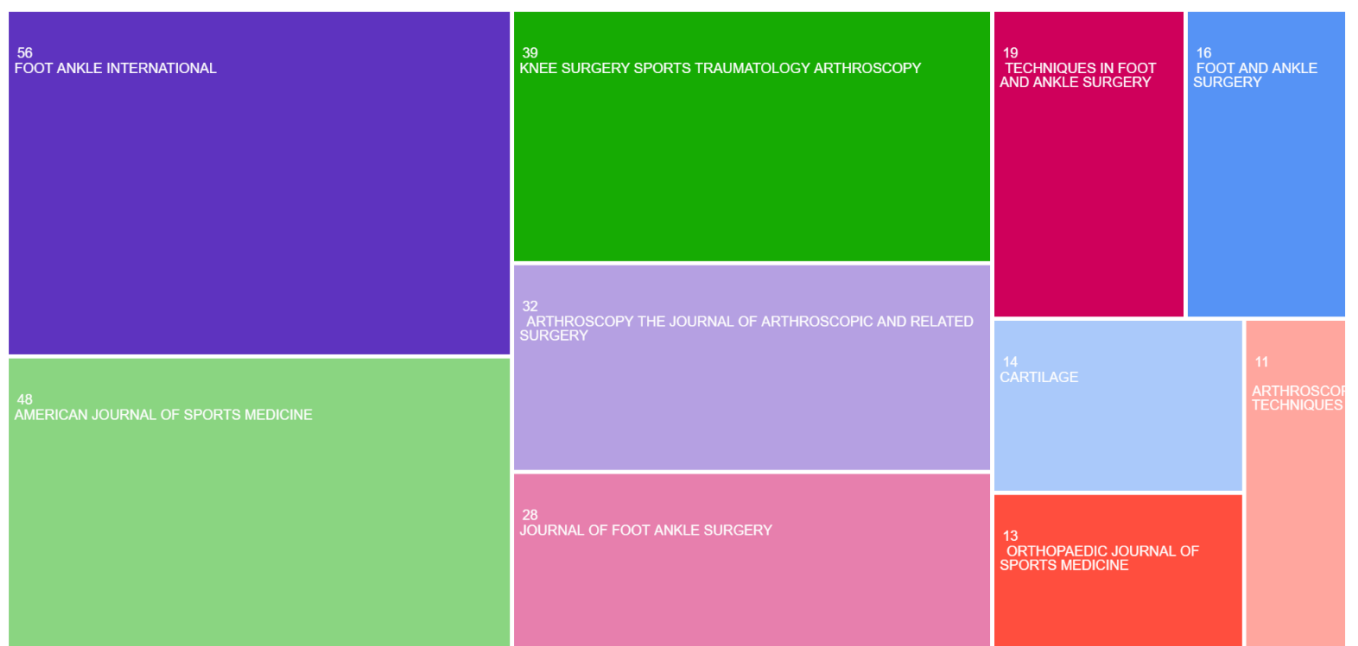 56
FOOT ANKLE INTERNATIONAL
48
AMERICAN JOURNAL OF SPORTS MEDICINE
39
KNEE SURGERY SPORTS TRAUMATOLOGY ARTHROSCOPY
32
ARTHROSCOPY THE JOURNAL OF ARTHROSCOPIC AND RELATED
SURGERY
28
JOURNAL OF FOOT ANKLE SURGERY
19
TECHNIQUES IN FOOT
AND ANKLE SURGERY
16
FOOT AND ANKLE
SURGERY
14
CARTILAGE
13
ORTHOPAEDIC JOURNAL OF
SPORTS MEDICINE
11
TECHNIQUES